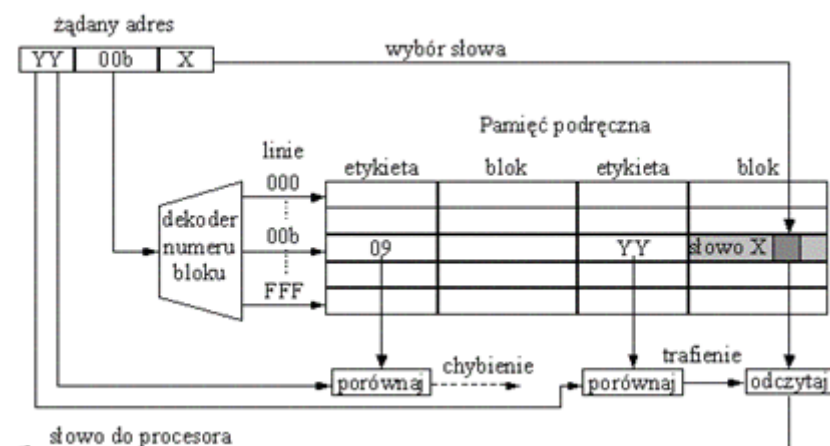 żądany adres
YY 00b X
wybór słowa
Pamięć podręczna
linie
etykieta blok etykieta blok
000
dekoder
numeru
bloku
00b
09 YY słowo X
FFF
porównaj chybienie porównaj trafienie odczytaj
słowo do procesora